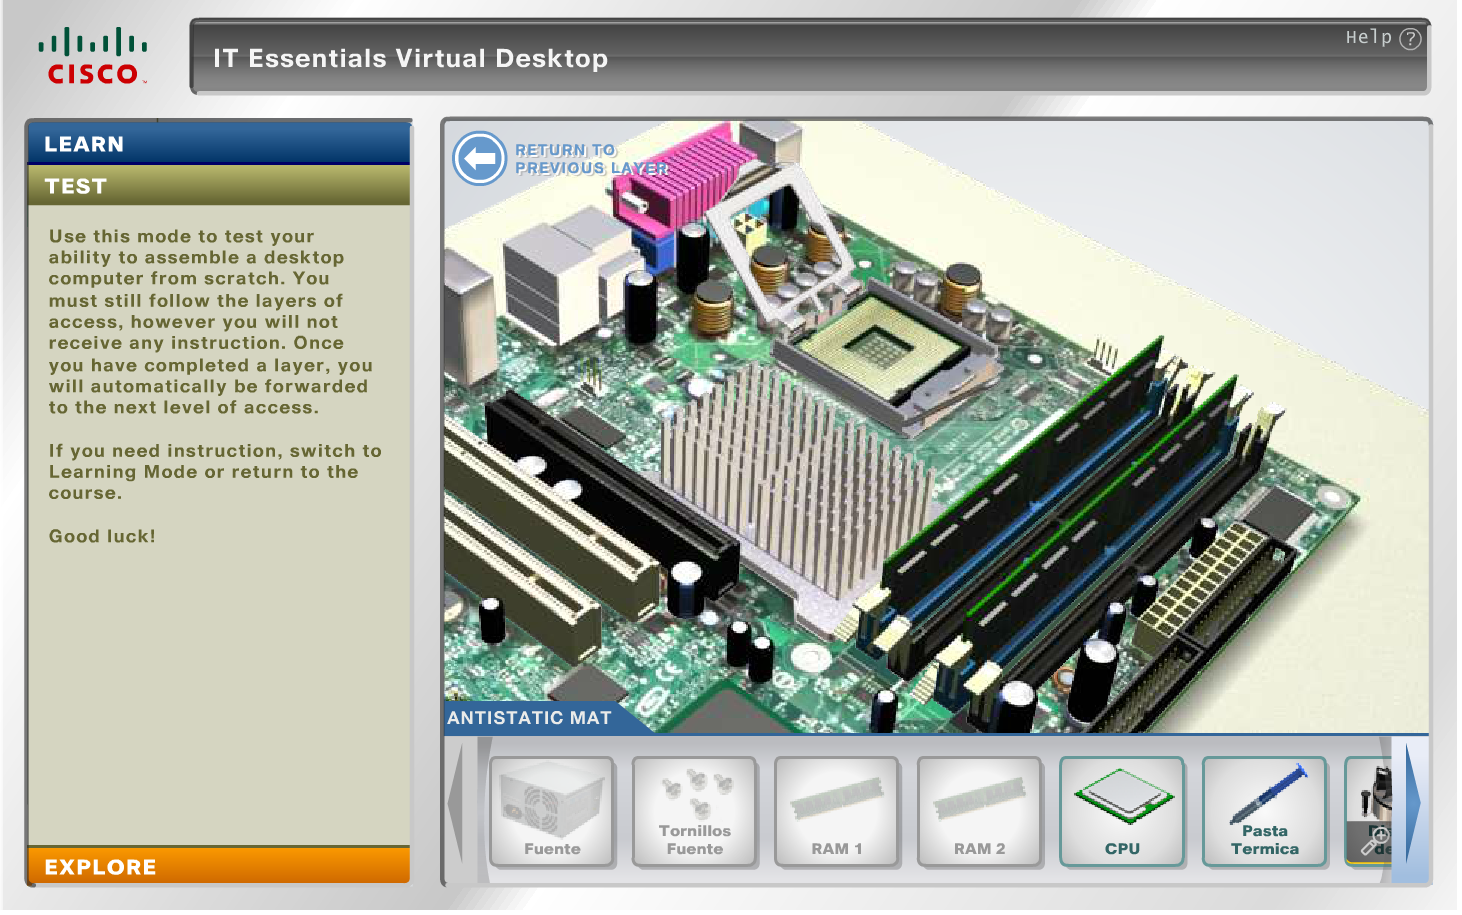 CISCO
IT Essentials Virtual Desktop
Help ?
LEARN
TEST
Use this mode to test your
ability to assemble a desktop
computer from scratch. You
must still follow the layers of
access, however you will not
receive any instruction. Once
you have completed a layer, you
will automatically be forwarded
to the next level of access.
If you need instruction, switch to
Learning Mode or return to the
course.
Good luck!
EXPLORE
RETURN TO
PREVIOUS LAYER
ANTISTATIC MAT
Fuente
Tornillos
Fuente
RAM 1
RAM 2
CPU
Pasta
Termica